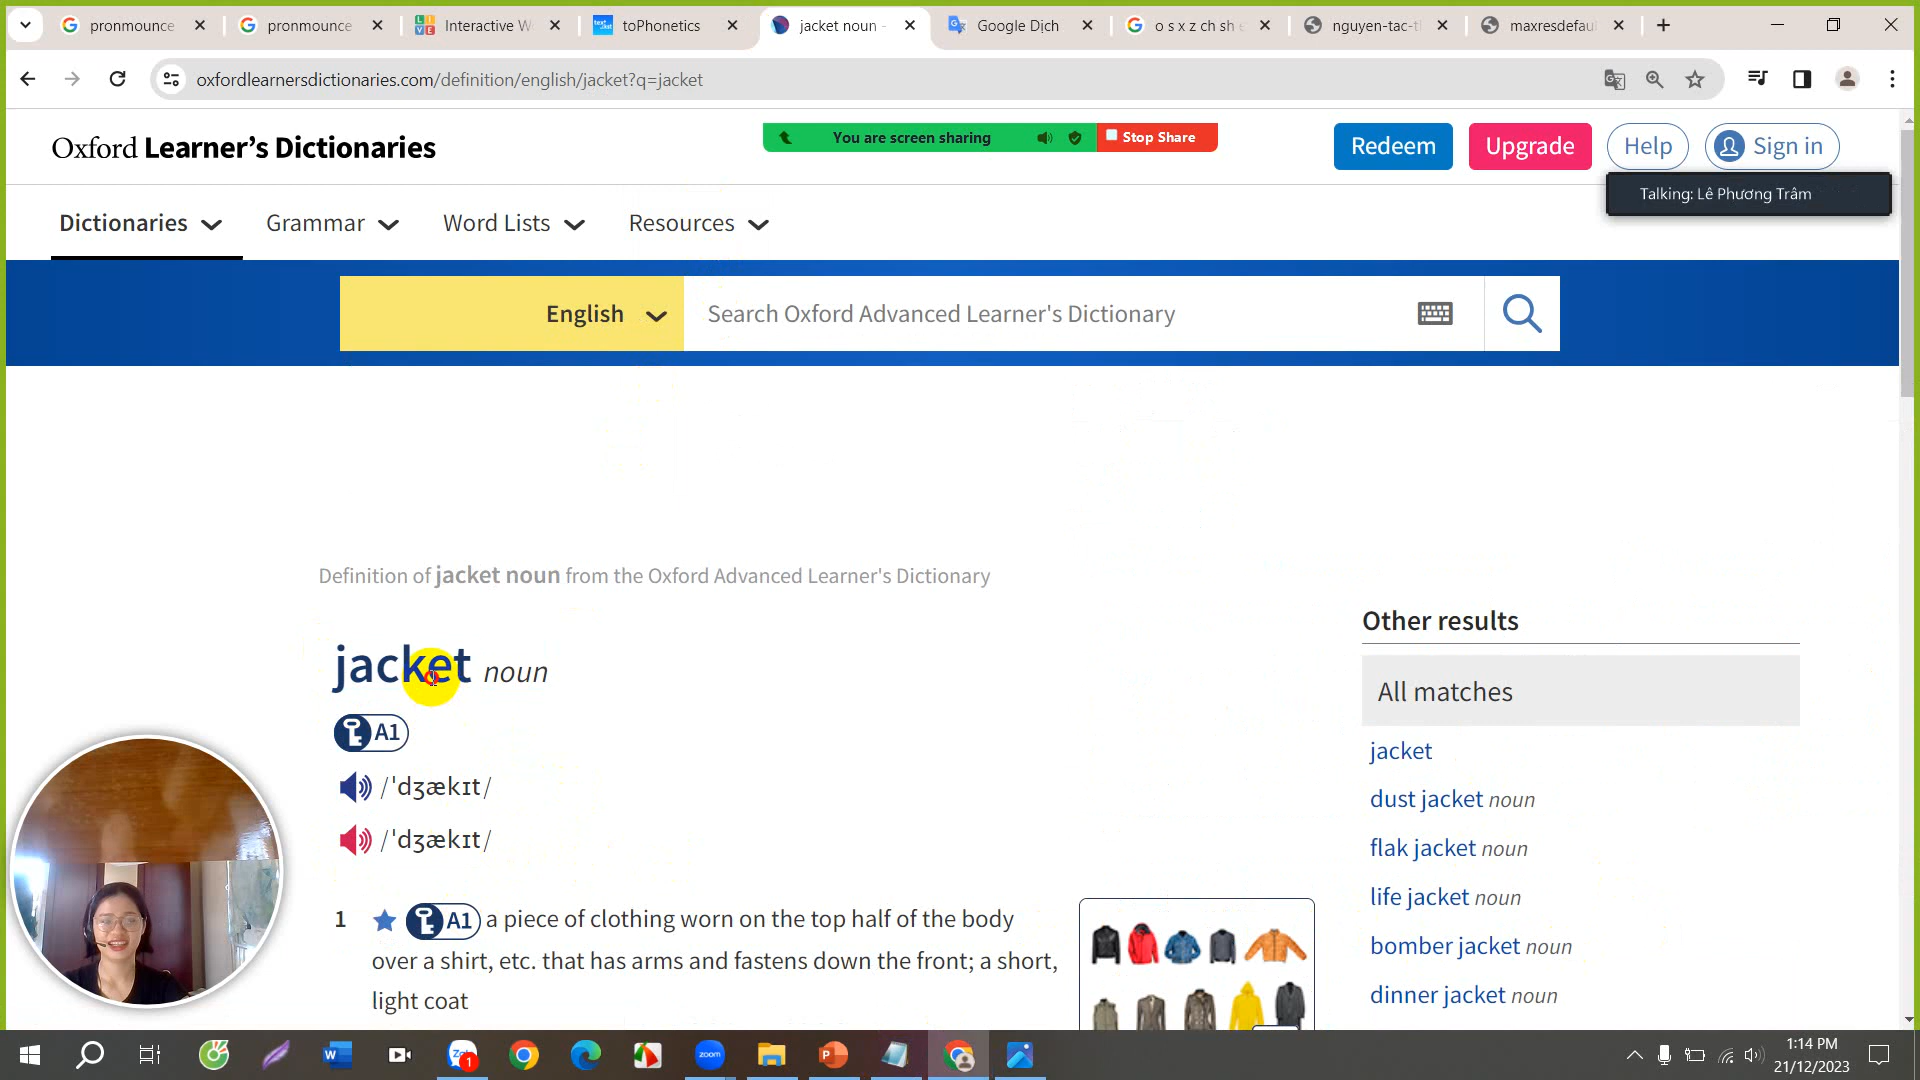 pronmounce
pronmounce
Interactive W
toPhonetics
jacket noun -
Google Dịch
o s x z ch sh
nguyen-tac-tl
maxresdefau
oxfordlearnersdictionaries.com/definition/english/jacket?q=jacket
Oxford Learner's Dictionaries
You are screen sharing
Stop Share
Redeem
Upgrade
Help
Sign in
Talking: Lê Phương Trâm
Dictionaries
Grammar
Word Lists
Resources
English
Search Oxford Advanced Learner's Dictionary
Definition of jacket noun from the Oxford Advanced Learner's Dictionary
jacket noun
A1
/ˈdʒækɪt/
/ˈdʒækɪt/
1 A1 a piece of clothing worn on the top half of the body
over a shirt, etc. that has arms and fastens down the front; a short,
light coat
Other results
All matches
jacket
dust jacket noun
flak jacket noun
life jacket noun
bomber jacket noun
dinner jacket noun
zoom
1
1:14 PM
21/12/2023